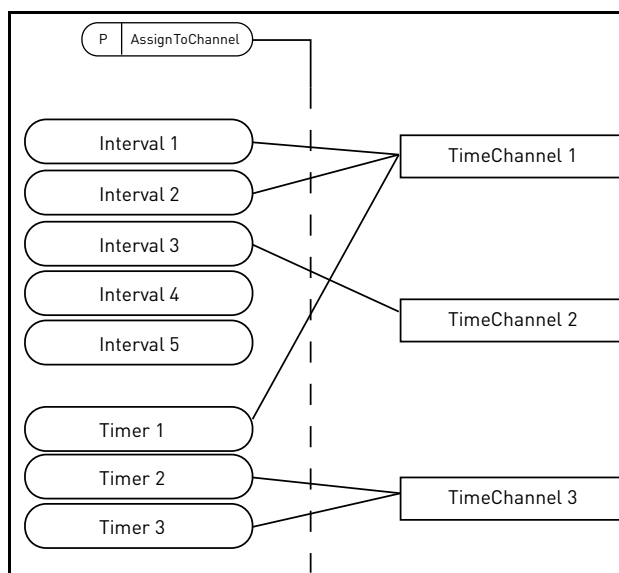 P AssignToChannel
Interval 1
TimeChannel 1
Interval 2
Interval 3
Interval 4
TimeChannel 2
Interval 5
Timer 1
Timer 2
TimeChannel 3
Timer 3